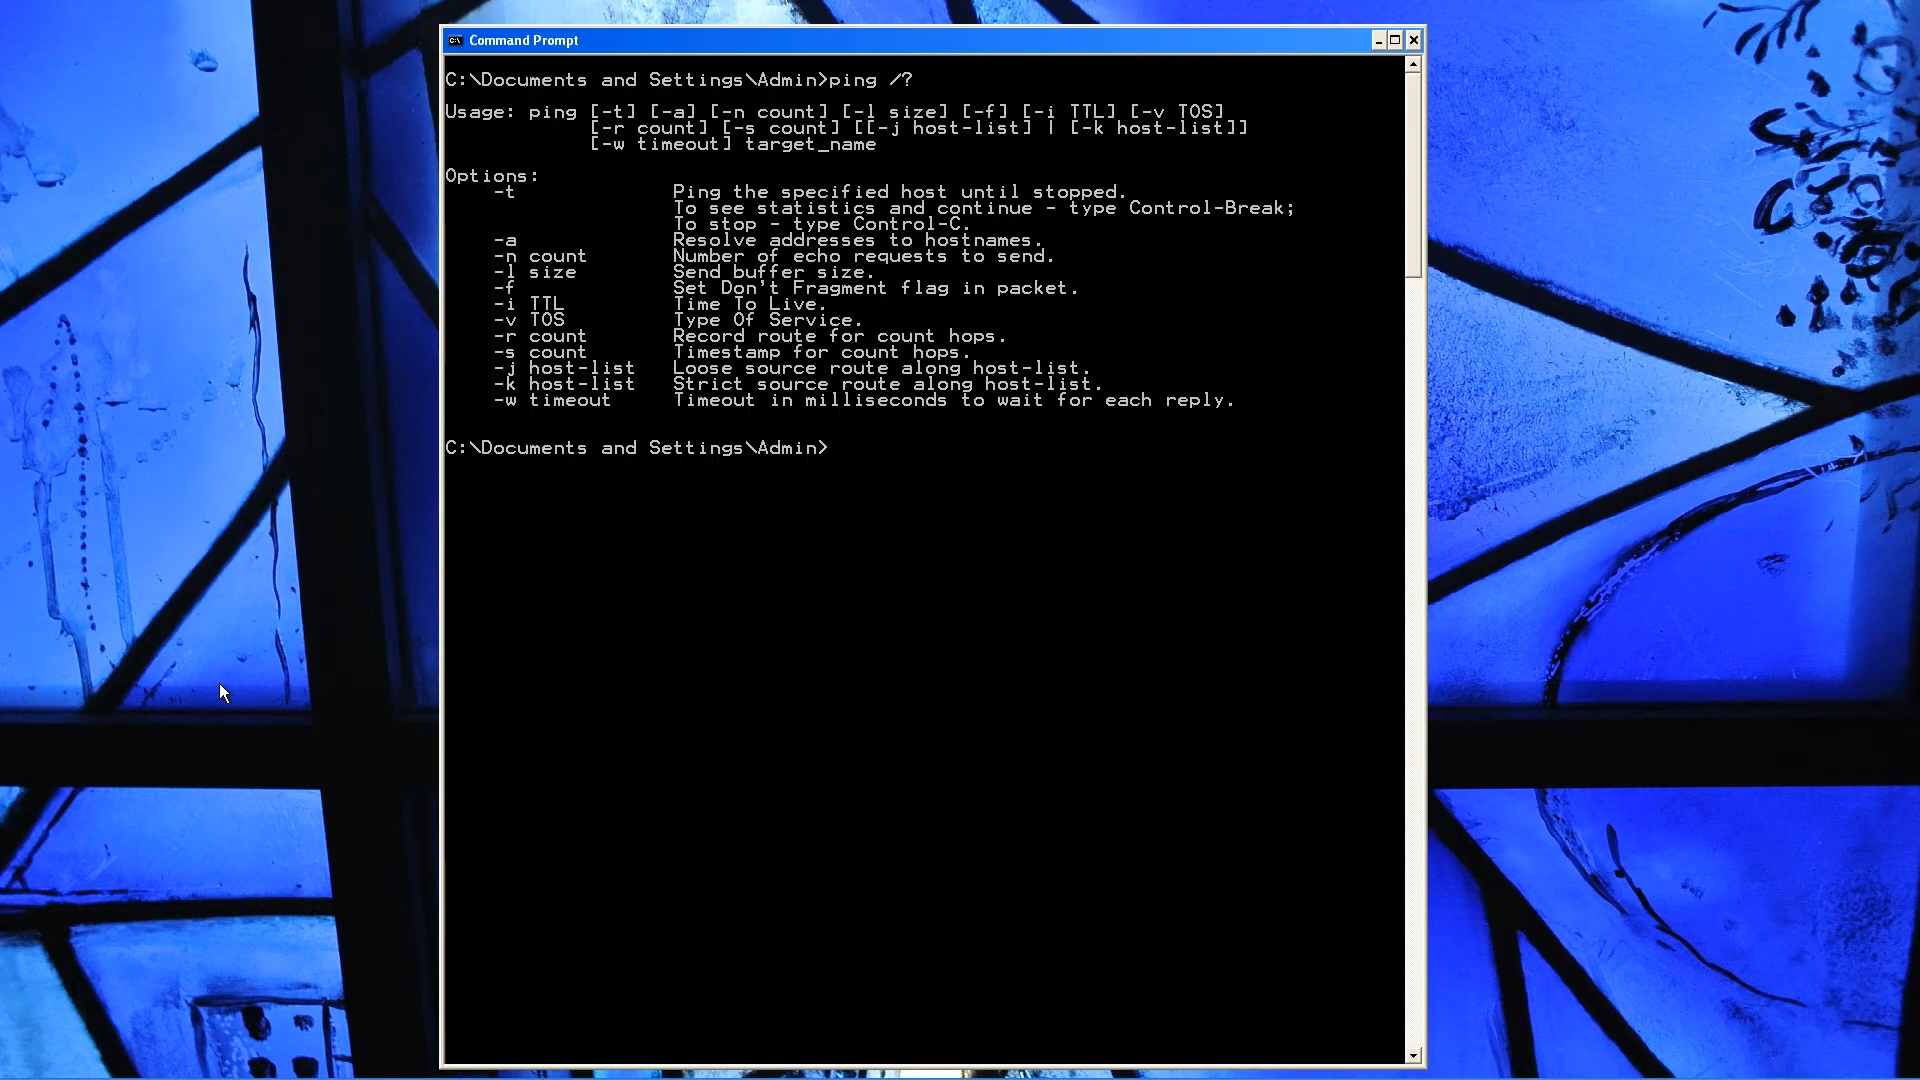 Command Prompt
C:\Documents and Settings\Admin>ping /?
Usage: ping [-t] [-a] [-n count] [-l size] [-f] [-i TTL] [-v TOS]
            [-r count] [-s count] [[-j host-list] | [-k host-list]]
            [-w timeout] target_name
Options:
    -t             Ping the specified host until stopped.
                   To see statistics and continue - type Control-Break;
                   To stop - type Control-C.
    -a             Resolve addresses to hostnames.
    -n count       Number of echo requests to send.
    -l size        Send buffer size.
    -f             Set Don't Fragment flag in packet.
    -i TTL         Time To Live.
    -v TOS         Type Of Service.
    -r count       Record route for count hops.
    -s count       Timestamp for count hops.
    -j host-list   Loose source route along host-list.
    -k host-list   Strict source route along host-list.
    -w timeout     Timeout in milliseconds to wait for each reply.
C:\Documents and Settings\Admin>